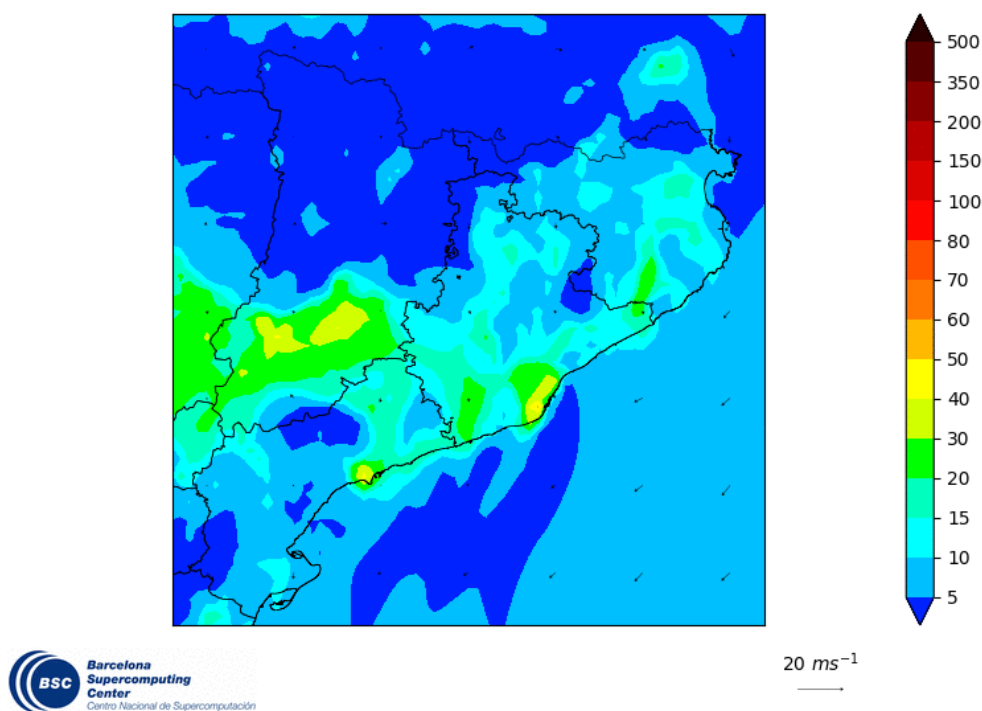 500
350
200
150
100
80
70
60
50
40
30
20
15
10
5
20 ms⁻¹
BSC
Barcelona
Supercomputing
Center
Centro Nacional de Supercomputación